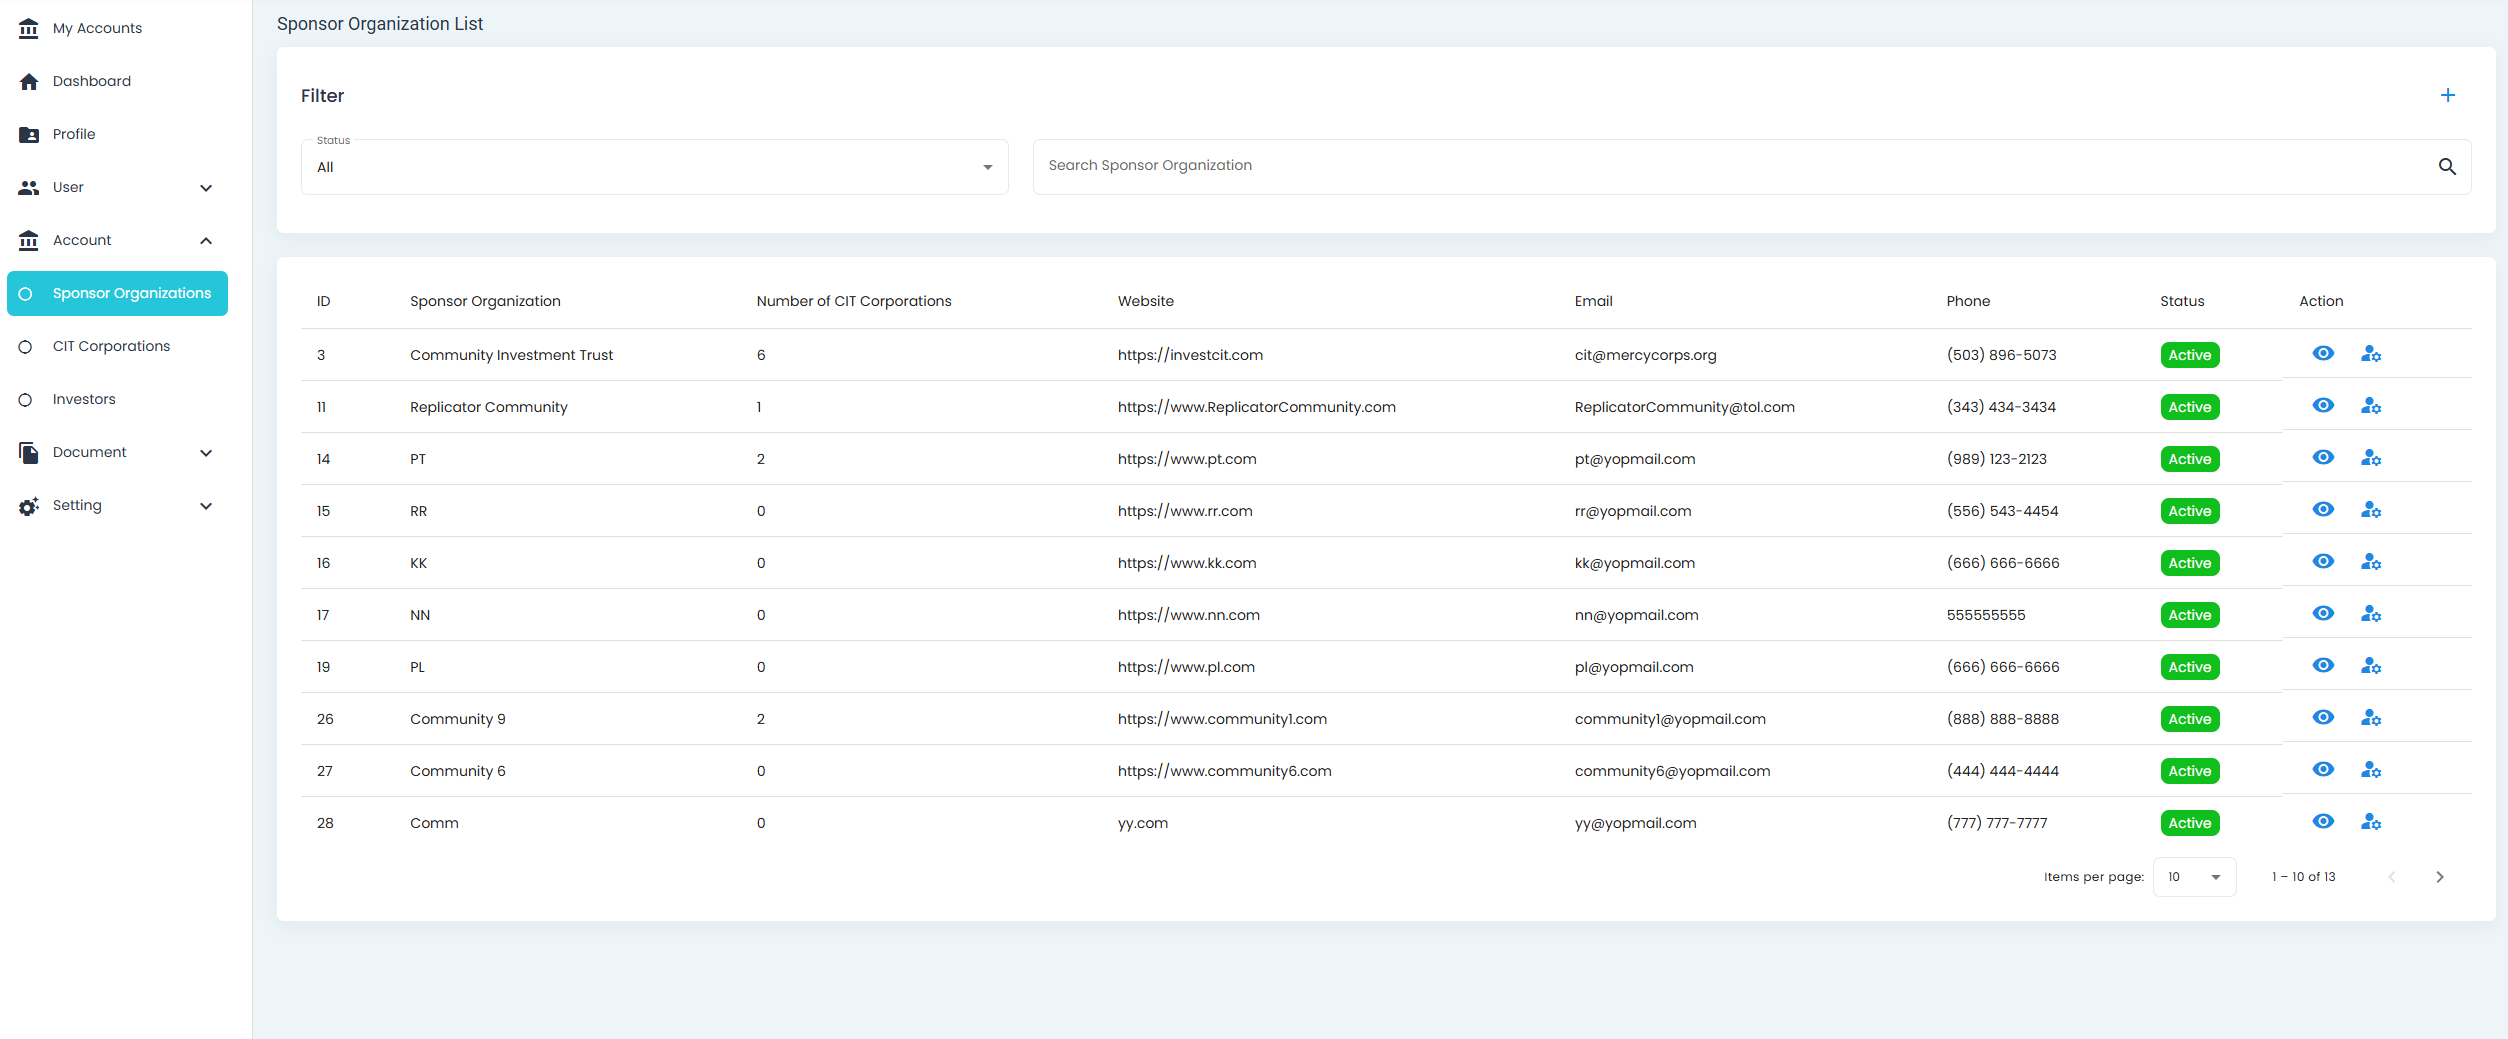 My Accounts
Dashboard
Profile
User
Account
Sponsor Organizations
CIT Corporations
Investors
Document
Setting
Sponsor Organization List
Filter
Status
All
Search Sponsor Organization
ID Sponsor Organization Number of CIT Corporations Website Email Phone Status Action
3 Community Investment Trust 6 https://investcit.com cit@mercycorps.org (503) 896-5073 Active
11 Replicator Community 1 https://www.ReplicatorCommunity.com ReplicatorCommunity@tol.com (343) 434-3434 Active
14 PT 2 https://www.pt.com pt@yopmail.com (989) 123-2123 Active
15 RR 0 https://www.rr.com rr@yopmail.com (556) 543-4454 Active
16 KK 0 https://www.kk.com kk@yopmail.com (666) 666-6666 Active
17 NN 0 https://www.nn.com nn@yopmail.com 555555555 Active
19 PL 0 https://www.pl.com pl@yopmail.com (666) 666-6666 Active
26 Community 9 2 https://www.community1.com community1@yopmail.com (888) 888-8888 Active
27 Community 6 0 https://www.community6.com community6@yopmail.com (444) 444-4444 Active
28 Comm 0 yy.com yy@yopmail.com (777) 777-7777 Active
Items per page: 10 1 – 10 of 13